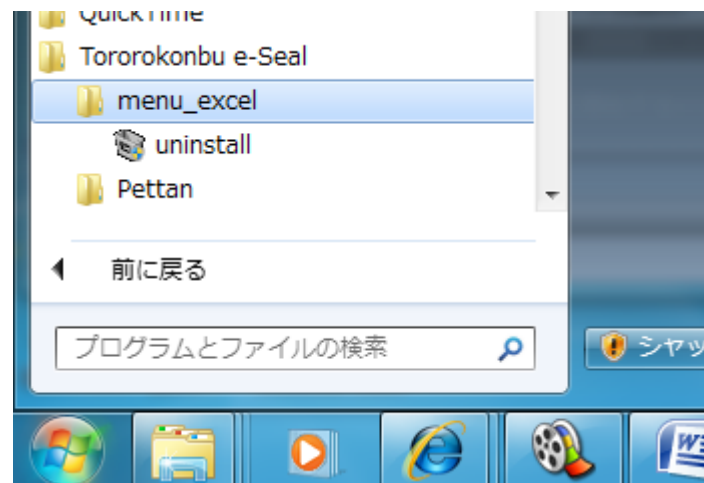 QuickTime
Tororokonbu e-Seal
menu_excel
uninstall
Pettan
前に戻る
プログラムとファイルの検索
シャッ
W